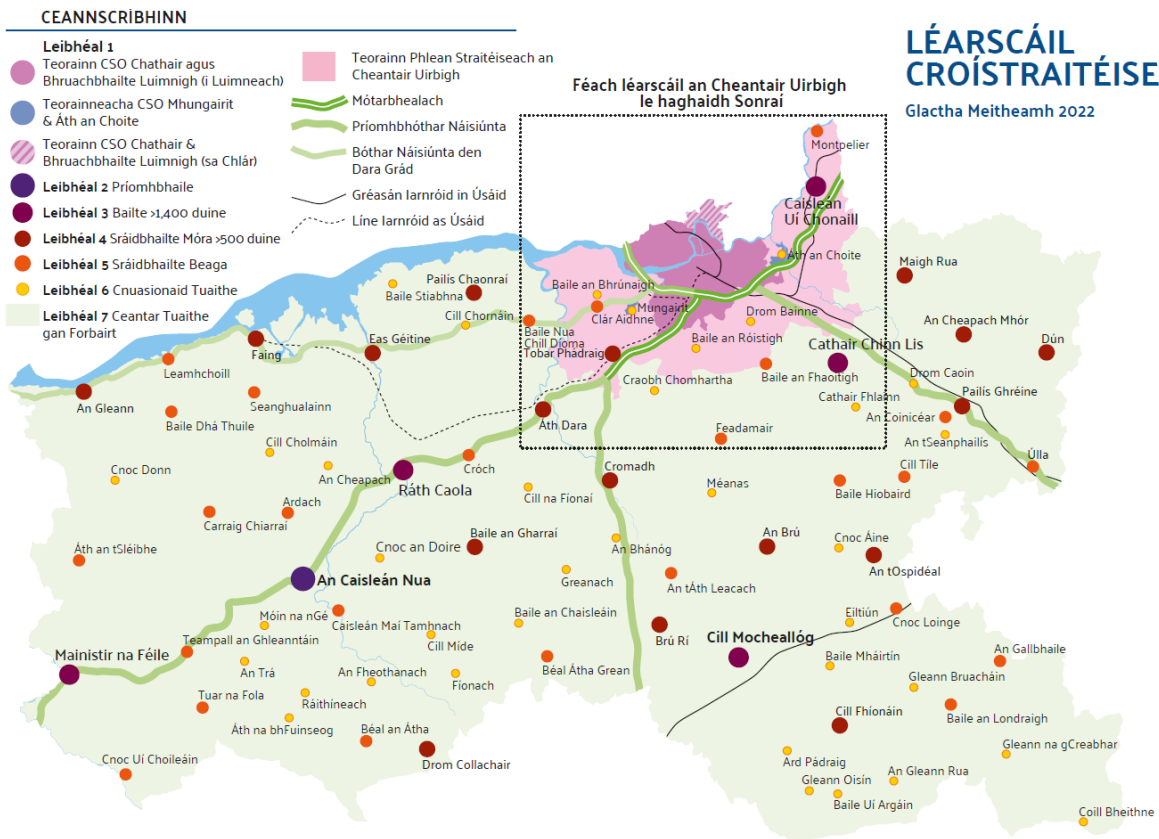 CEANNSCRÍBHINN
Leibhéal 1
Teorainn CSO Chathair agus
Bhruachbhailte Luimnigh (i Luimneach)
Teorainneacha CSO Mhungairit
& Áth an Choite
Teorainn CSO Chathair &
Bhruachbhailte Luimnigh (sa Chlár)
Leibhéal 2 Príomhbhaile
Leibhéal 3 Bailte >1,400 duine
Leibhéal 4 Sráidbhailte Móra >500 duine
Leibhéal 5 Sráidbhailte Beaga
Leibhéal 6 Cnuasionaid Tuaithe
Leibhéal 7 Ceantar Tuaithe
gan Forbairt
Teorainn Phlean Straitéiseach an
Cheantair Uirbigh
Mótarbhealach
Príomhbhóthar Náisiúnta
Bóthar Náisiúnta den
Dara Grád
Gréasán Iarnróid in Úsáid
Líne Iarnróid as Úsáid
LÉARSCÁIL
CROÍSTRAITÉISE
Glactha Meitheamh 2022
Féach léarscáil an Cheantair Uirbigh
le haghaidh Sonraí
Montpelier
Caisleán
Uí Chonaill
Áth an Choite
Maigh Rua
Pailís Chaonraí
Baile Stiabhna
Baile an Bhrúnaigh
Mungairit
Clár Aidhne
Drom Bainne
An Cheapach Mhór
Dún
Cill Chornáin
Baile Nua
Chill Díoma
Baile an Róistigh
Cathair Chinn Lis
Eas Géitine
Faing
Tobar Phádraig
Leamhchoill
Craobh Chomhartha
Baile an Fhaoitigh
Drom Caoin
Pailís Ghréine
An Gleann
Seanghualainn
Cathair Fhlainn
Baile Dhá Thuile
Áth Dara
An Coinicéar
Feadamair
An tSeanphailís
Cill Cholmáin
Cnoc Donn
An Cheapach
Cróch
Ráth Caola
Cromadh
Cill Tíle
Úlla
Méanas
Baile Hiobaird
Cill na Fíonaí
Ardach
Carraig Chiarraí
Baile an Gharraí
An Bhánóg
An Brú
Cnoc Áine
Áth an tSléibhe
Cnoc an Doire
An tOspidéal
An Caisleán Nua
Greanach
An tÁth Leacach
Móin na nGé
Caisleán Maí Tamhnach
Baile an Chaisleáin
Eiltiún
Cnoc Loinge
Teampall an Ghleanntáin
Cill Míde
Brú Rí
Cill Mocheallóg
Mainistir na Féile
An Trá
An Fheothanach
Fíonach
Béal Átha Grean
Baile Mháirtín
An Gallbhaile
Gleann Bruacháin
Tuar na Fola
Ráithíneach
Baile an Londraigh
Áth na bhFuinseog
Béal an Átha
Cill Fhíonáin
Drom Collachair
Gleann na gCreabhar
Cnoc Uí Choileáin
Ard Pádraig
Gleann Oisín
An Gleann Rua
Baile Uí Argáin
Coill Bheithne